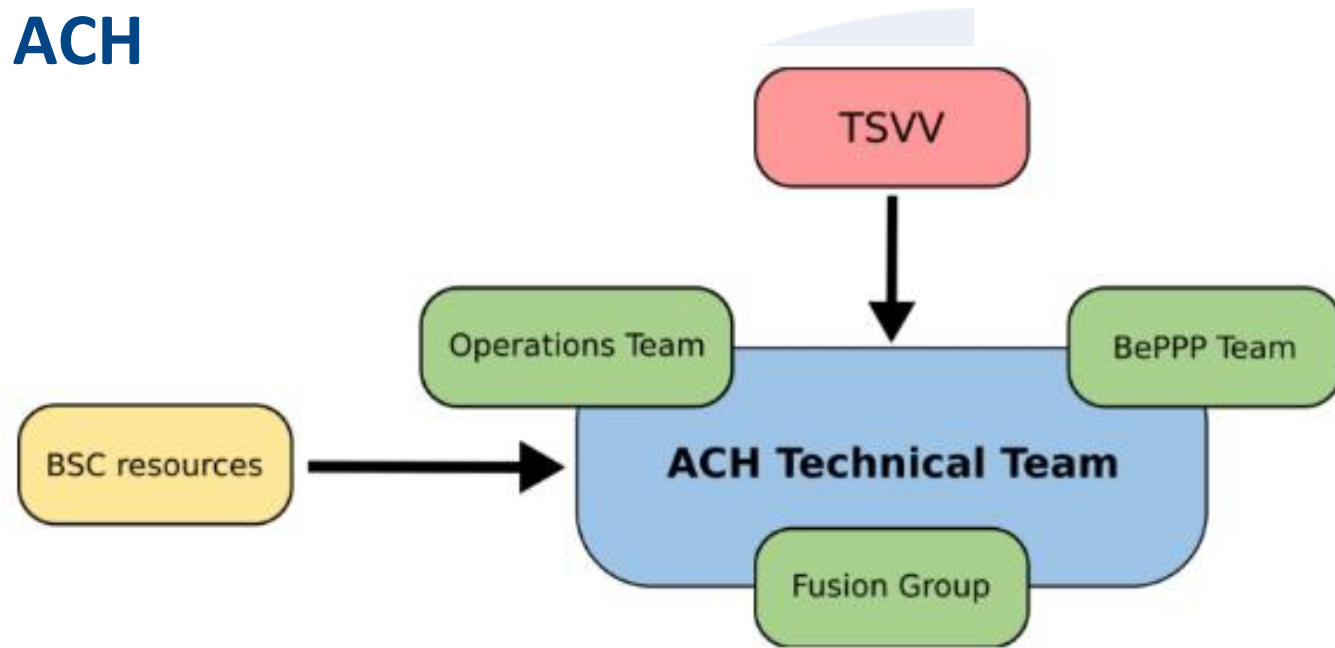 ACH
TSVV
Operations Team
BePPP Team
BSC resources
ACH Technical Team
Fusion Group